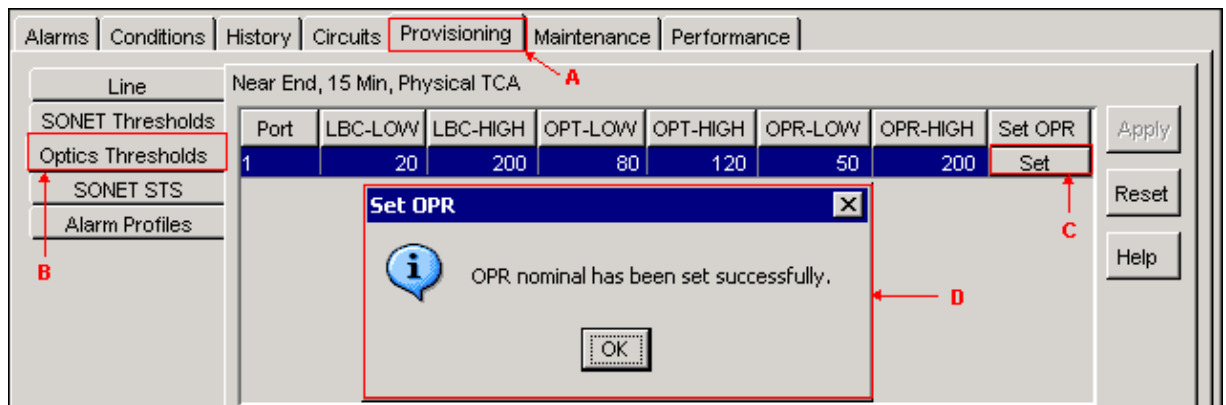 Alarms Conditions History Circuits Provisioning Maintenance Performance
A
Line
SONET Thresholds
Optics Thresholds
SONET STS
Alarm Profiles
B
Near End, 15 Min, Physical TCA
Port LBC-LOW LBC-HIGH OPT-LOW OPT-HIGH OPR-LOW OPR-HIGH Set OPR
1 20 200 80 120 50 200 Set
C
Set OPR
OPR nominal has been set successfully.
OK
D
Apply
Reset
Help